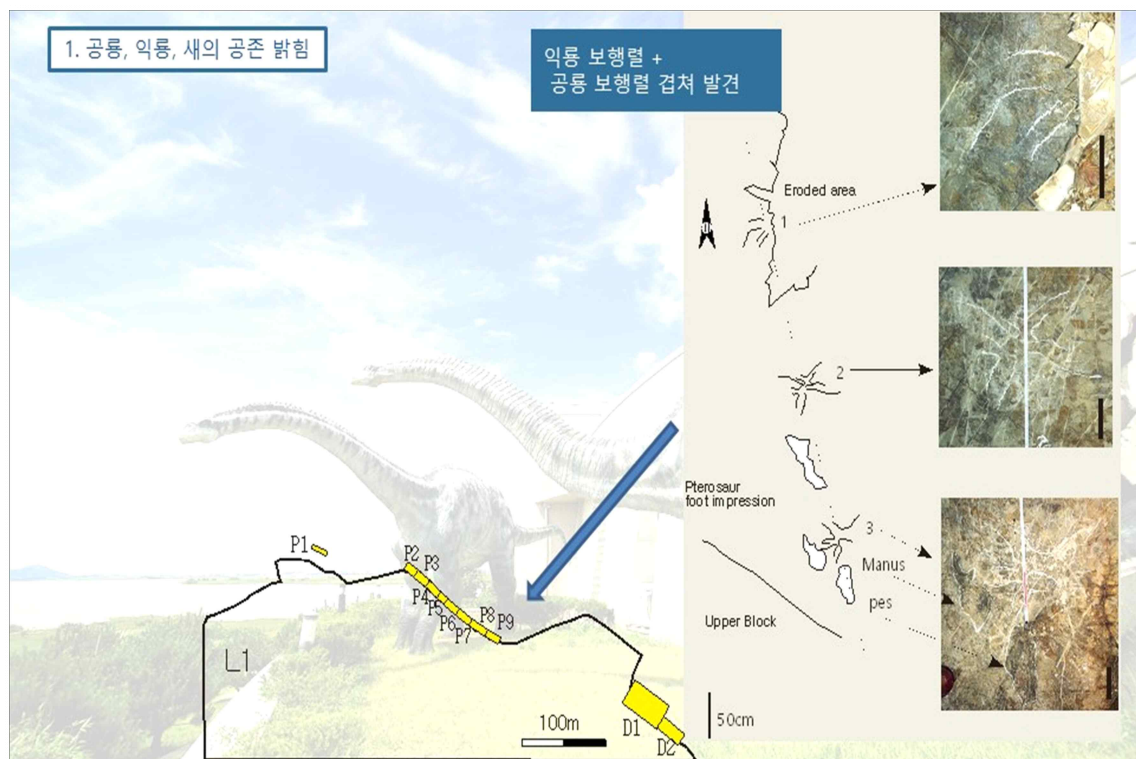 1. 공룡, 익룡, 새의 공존 밝힘
익룡 보행렬 +
공룡 보행렬 겹쳐 발견
Eroded area
1
2
Pterosaur
foot impression
3
Manus
pes
Upper Block
50cm
P1
P2
P3
P4
P5
P6
P7
P8
P9
L1
100m
D1
D2